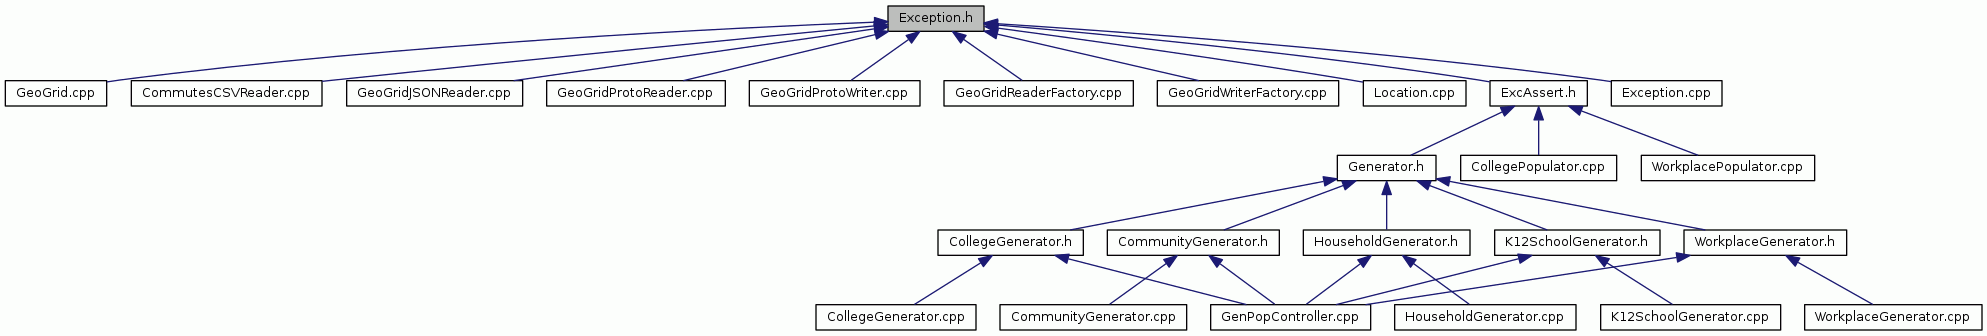 Exception.h
GeoGrid.cpp
CommutesCSVReader.cpp
GeoGridJSONReader.cpp
GeoGridProtoReader.cpp
GeoGridProtoWriter.cpp
GeoGridReaderFactory.cpp
GeoGridWriterFactory.cpp
Location.cpp
ExcAssert.h
Exception.cpp
Generator.h
CollegePopulator.cpp
WorkplacePopulator.cpp
CollegeGenerator.h
CommunityGenerator.h
HouseholdGenerator.h
K12SchoolGenerator.h
WorkplaceGenerator.h
CollegeGenerator.cpp
CommunityGenerator.cpp
GenPopController.cpp
HouseholdGenerator.cpp
K12SchoolGenerator.cpp
WorkplaceGenerator.cpp